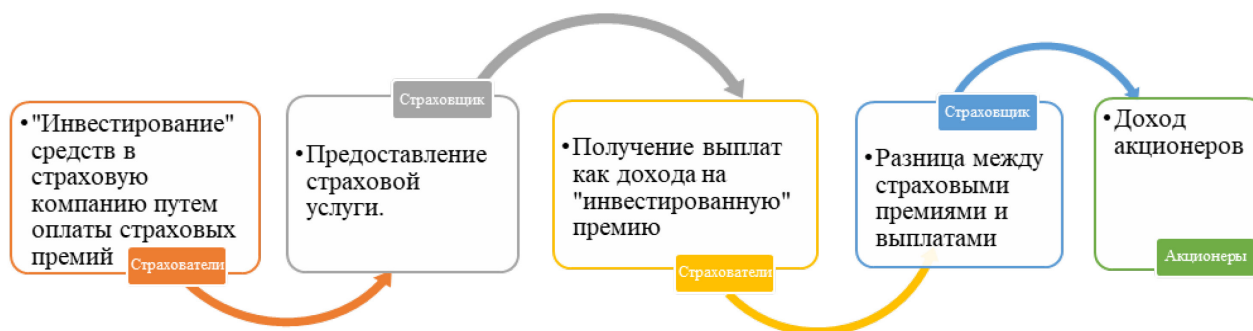 •"Инвестирование"
средств в
страховую
компанию путем
оплаты страховых
премий
Страхователи
Страховщик
•Предоставление
страховой
услуги.
•Получение выплат
как дохода на
"инвестированную"
премию
Страхователи
Страховщик
•Разница между
страховыми
премиями и
выплатами
•Доход
акционеров
Акционеры